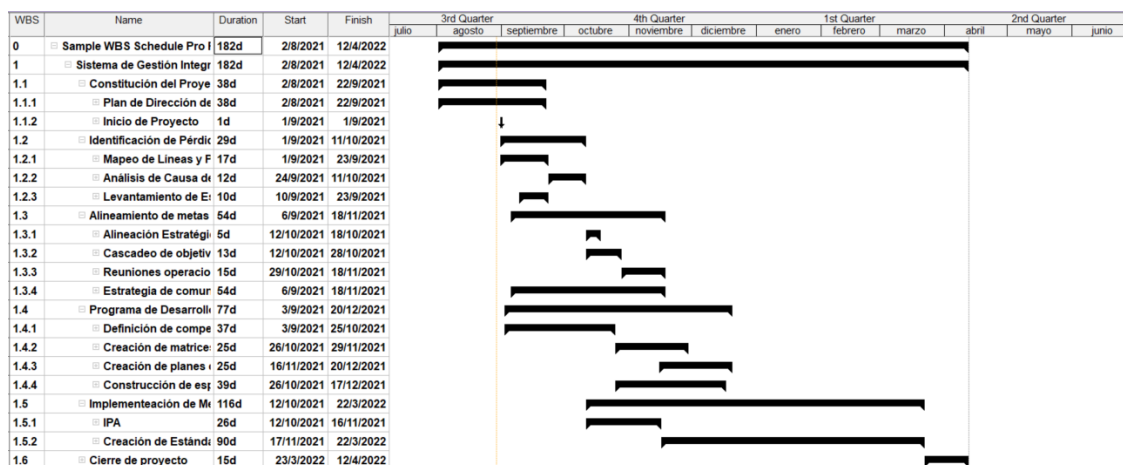 WBS Name Duration Start Finish 3rd Quarter 4th Quarter 1st Quarter 2nd Quarter
julio agosto septiembre octubre noviembre diciembre enero febrero marzo abril mayo junio
0 Sample WBS Schedule Pro 182d 2/8/2021 12/4/2022
1 Sistema de Gestión Integr 182d 2/8/2021 12/4/2022
1.1 Constitución del Proye 38d 2/8/2021 22/9/2021
1.1.1 Plan de Dirección de 38d 2/8/2021 22/9/2021
1.1.2 Inicio de Proyecto 1d 1/9/2021 1/9/2021
1.2 Identificación de Pérdic 29d 1/9/2021 11/10/2021
1.2.1 Mapeo de Líneas y F 17d 1/9/2021 23/9/2021
1.2.2 Análisis de Causa de 12d 24/9/2021 11/10/2021
1.2.3 Levantamiento de E 10d 10/9/2021 23/9/2021
1.3 Alineamiento de metas 54d 6/9/2021 18/11/2021
1.3.1 Alineación Estratégi 5d 12/10/2021 18/10/2021
1.3.2 Cascadeo de objetiv 13d 12/10/2021 28/10/2021
1.3.3 Reuniones operacio 15d 29/10/2021 18/11/2021
1.3.4 Estrategia de comun 54d 6/9/2021 18/11/2021
1.4 Programa de Desarroll 77d 3/9/2021 20/12/2021
1.4.1 Definición de compe 37d 3/9/2021 25/10/2021
1.4.2 Creación de matrice 25d 26/10/2021 29/11/2021
1.4.3 Creación de planes 25d 16/11/2021 20/12/2021
1.4.4 Construcción de esp 39d 26/10/2021 17/12/2021
1.5 Implementeación de Me 116d 12/10/2021 22/3/2022
1.5.1 IPA 26d 12/10/2021 16/11/2021
1.5.2 Creación de Estánda 90d 17/11/2021 22/3/2022
1.6 Cierre de proyecto 15d 23/3/2022 12/4/2022